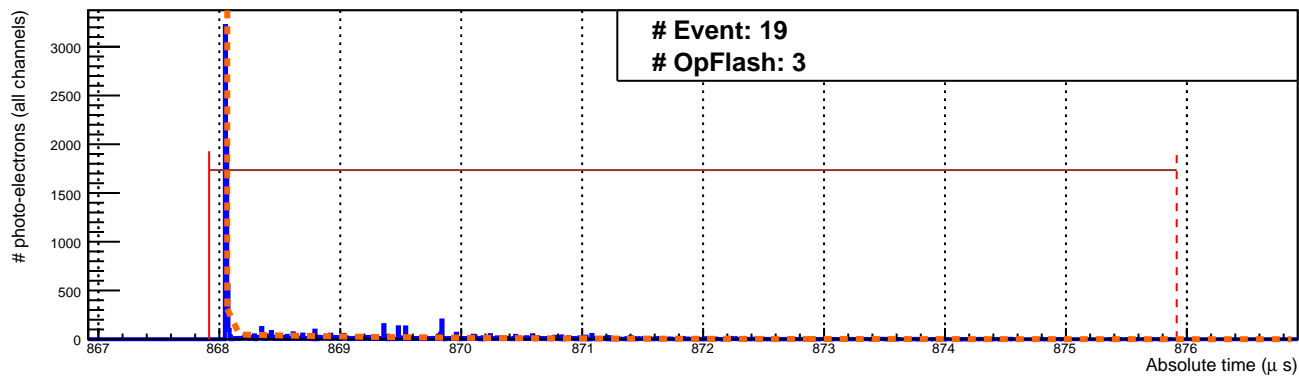 # Event: 19
# OpFlash: 3
# photo-electrons (all channels)
3000
2500
2000
1500
1000
500
0
867 868 869 870 871 872 873 874 875 876
Absolute time (μ s)